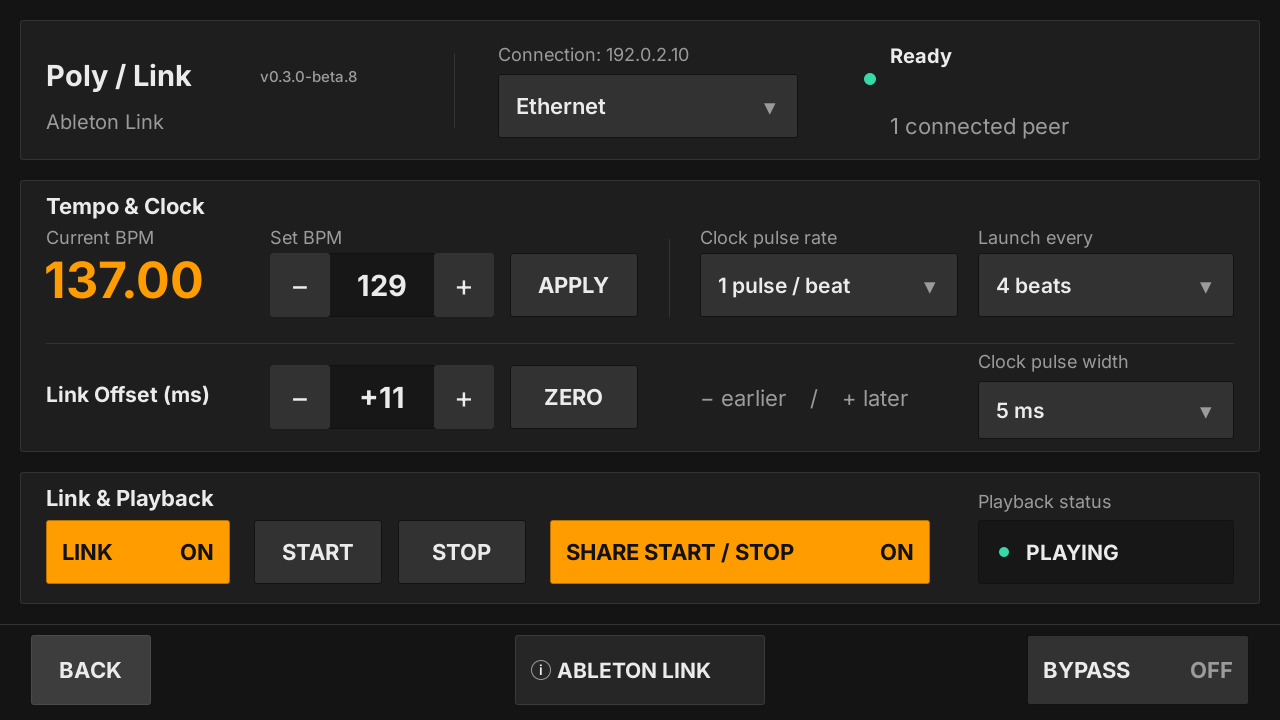 Poly / Link
v0.3.0-beta.8
Ableton Link
Connection: 192.0.2.10
Ethernet ▼
Ready
1 connected peer
Tempo & Clock
Current BPM
137.00
Set BPM
− 129 +
APPLY
Clock pulse rate
1 pulse / beat ▼
Launch every
4 beats ▼
Link Offset (ms)
− +11 +
ZERO
− earlier / + later
Clock pulse width
5 ms ▼
Link & Playback
LINK ON
START
STOP
SHARE START / STOP ON
Playback status
PLAYING
BACK
ⓘ ABLETON LINK
BYPASS OFF